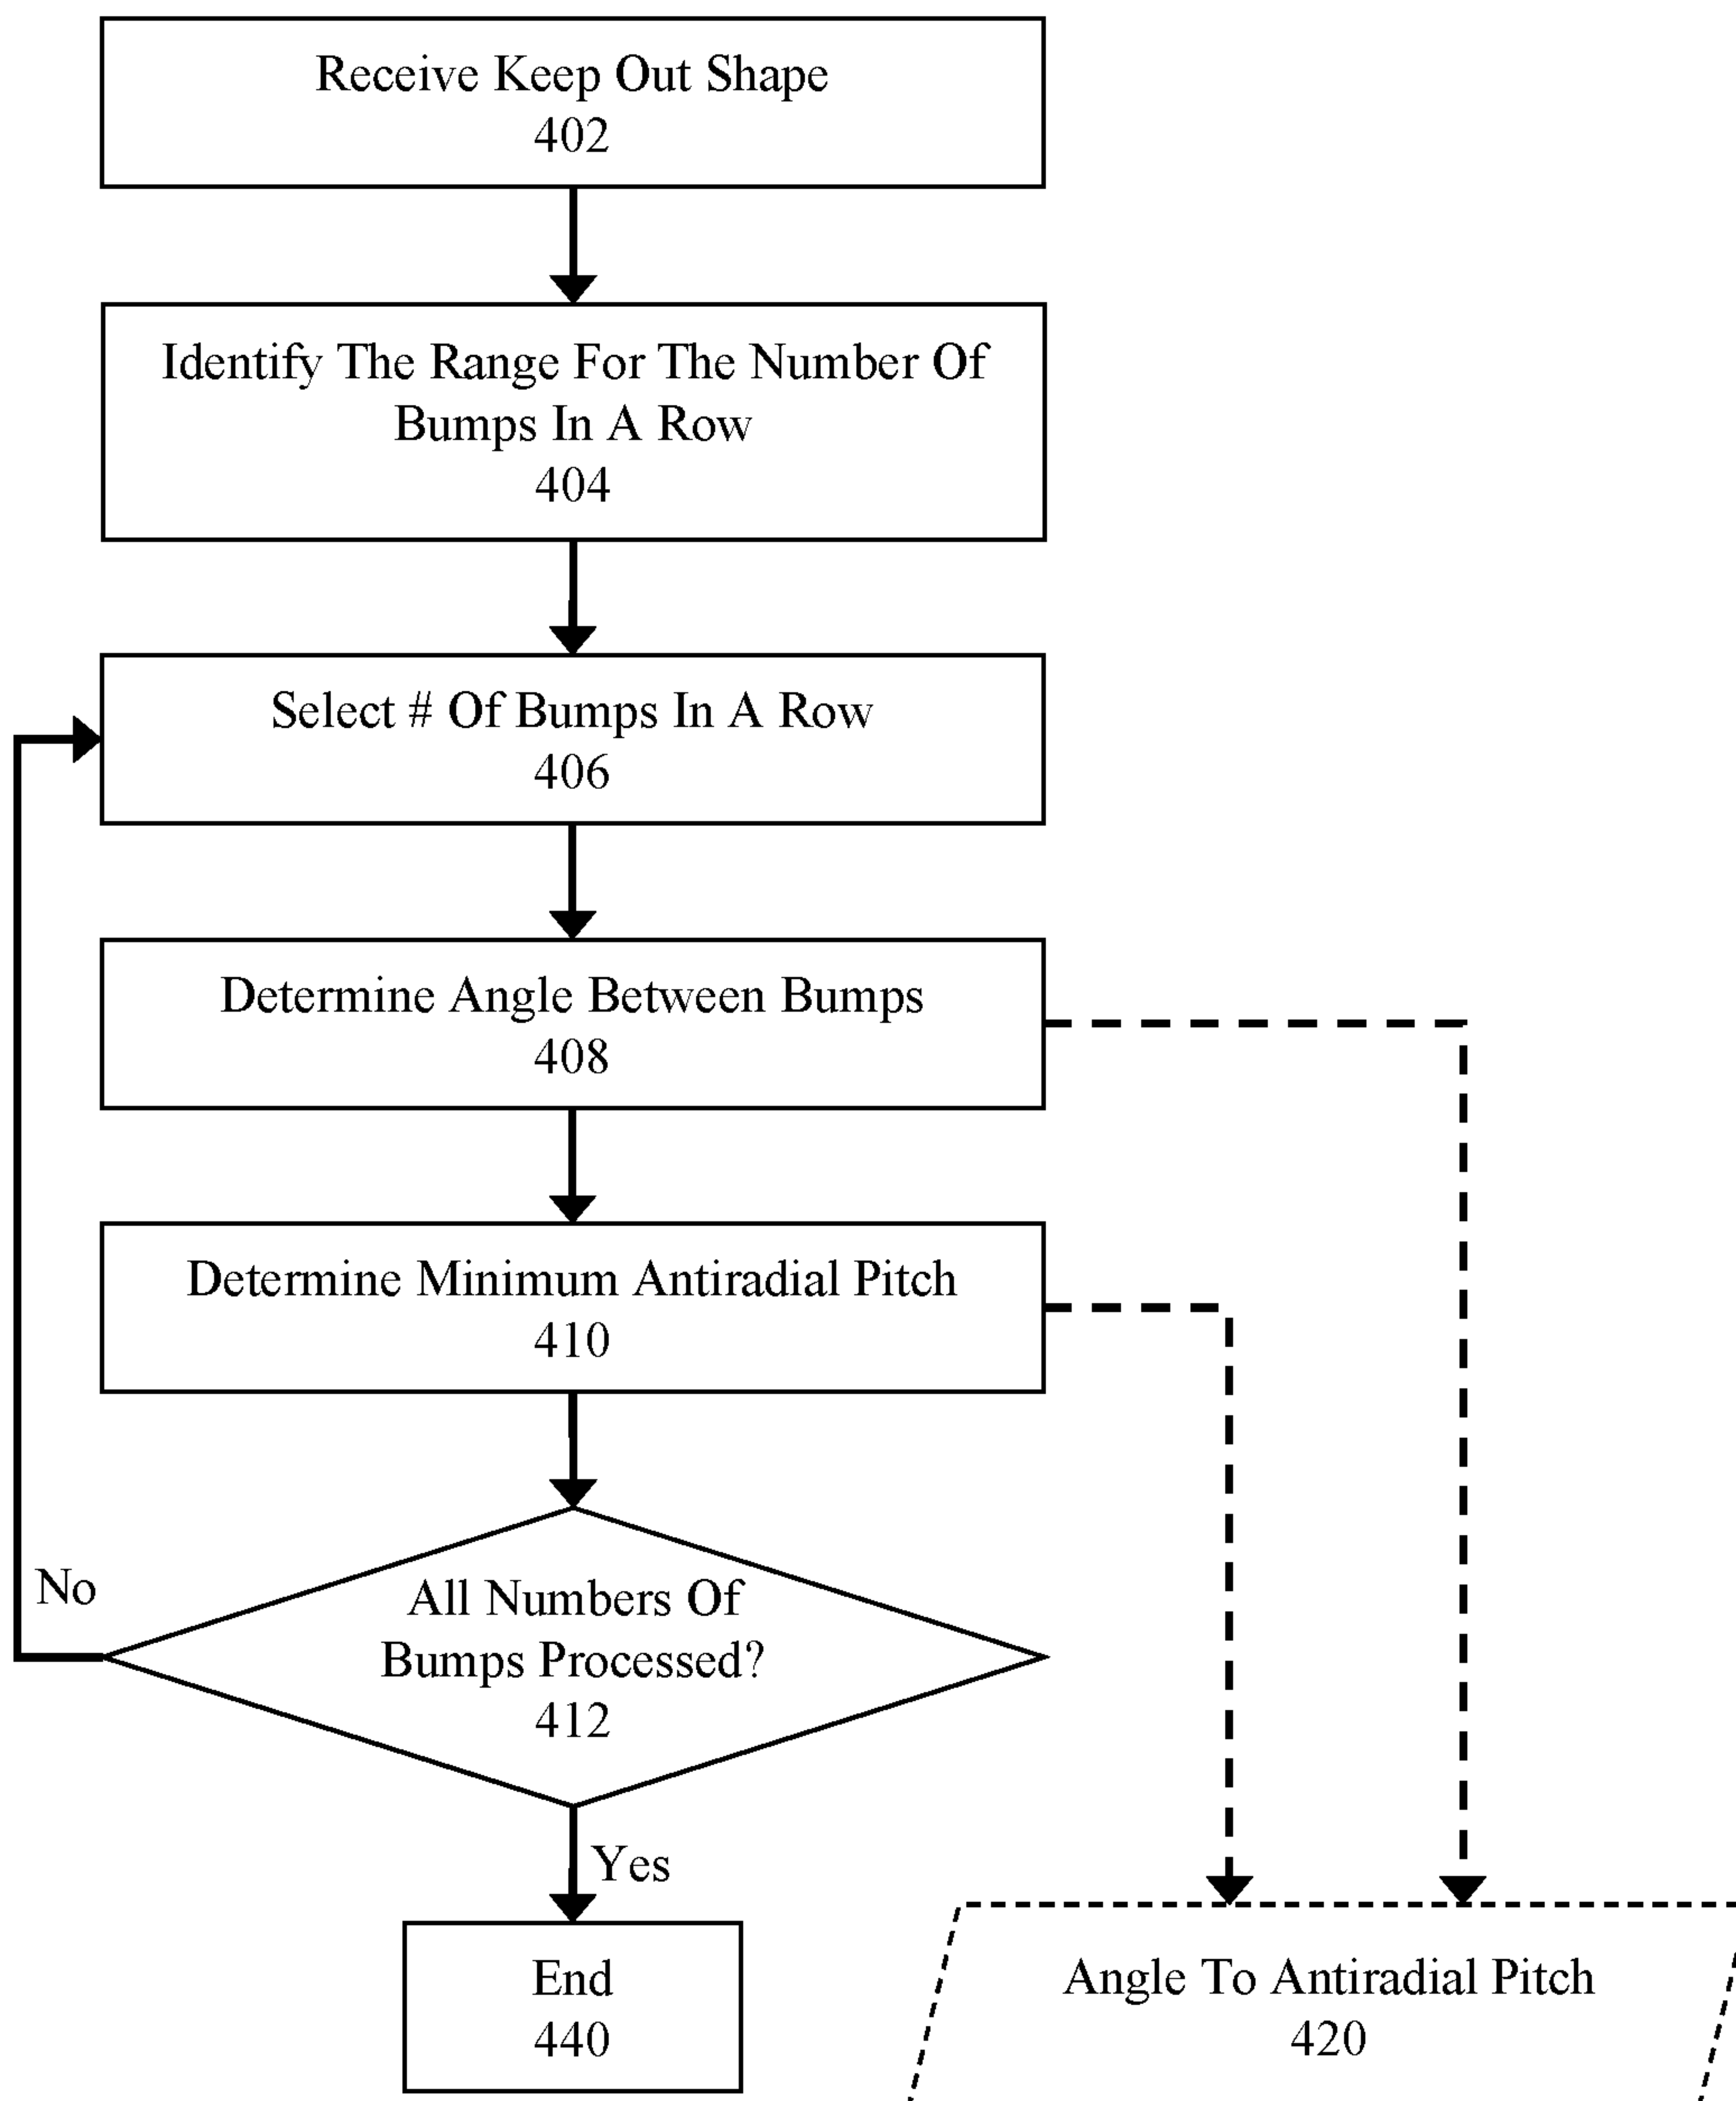 Receive Keep Out Shape
402
Identify The Range For The Number Of
Bumps In A Row
404
Select # Of Bumps In A Row
406
Determine Angle Between Bumps
408
Determine Minimum Antiradial Pitch
410
No
All Numbers Of
Bumps Processed?
412
Yes
End
440
Angle To Antiradial Pitch
420